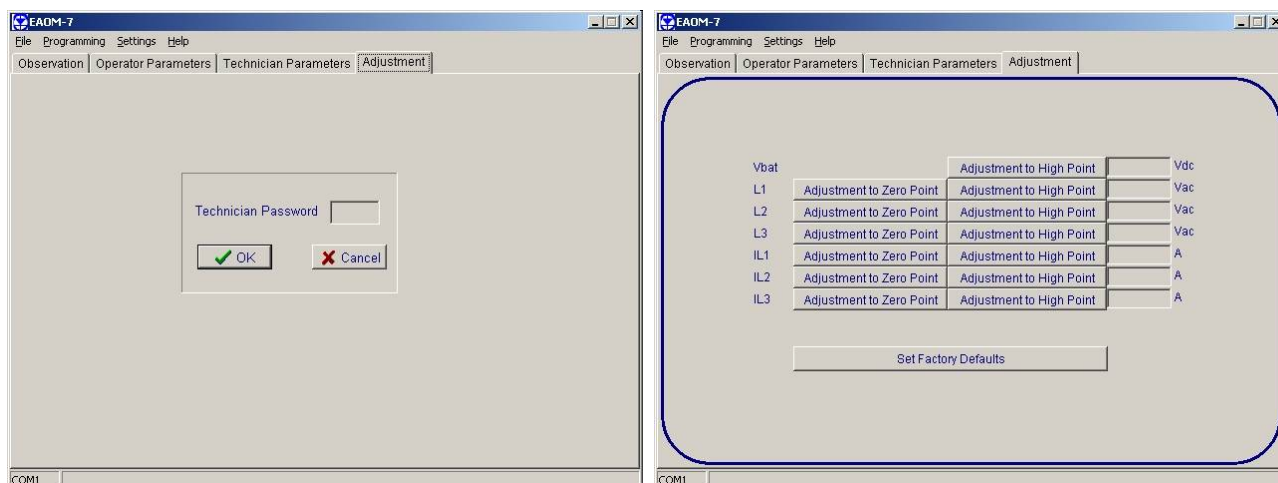 EAOM-7
File Programming Settings Help
Observation Operator Parameters Technician Parameters Adjustment
Technician Password
OK Cancel
COM1
EAOM-7
File Programming Settings Help
Observation Operator Parameters Technician Parameters Adjustment
Vbat Adjustment to High Point Vdc
L1 Adjustment to Zero Point Adjustment to High Point Vac
L2 Adjustment to Zero Point Adjustment to High Point Vac
L3 Adjustment to Zero Point Adjustment to High Point Vac
IL1 Adjustment to Zero Point Adjustment to High Point A
IL2 Adjustment to Zero Point Adjustment to High Point A
IL3 Adjustment to Zero Point Adjustment to High Point A
Set Factory Defaults
COM1